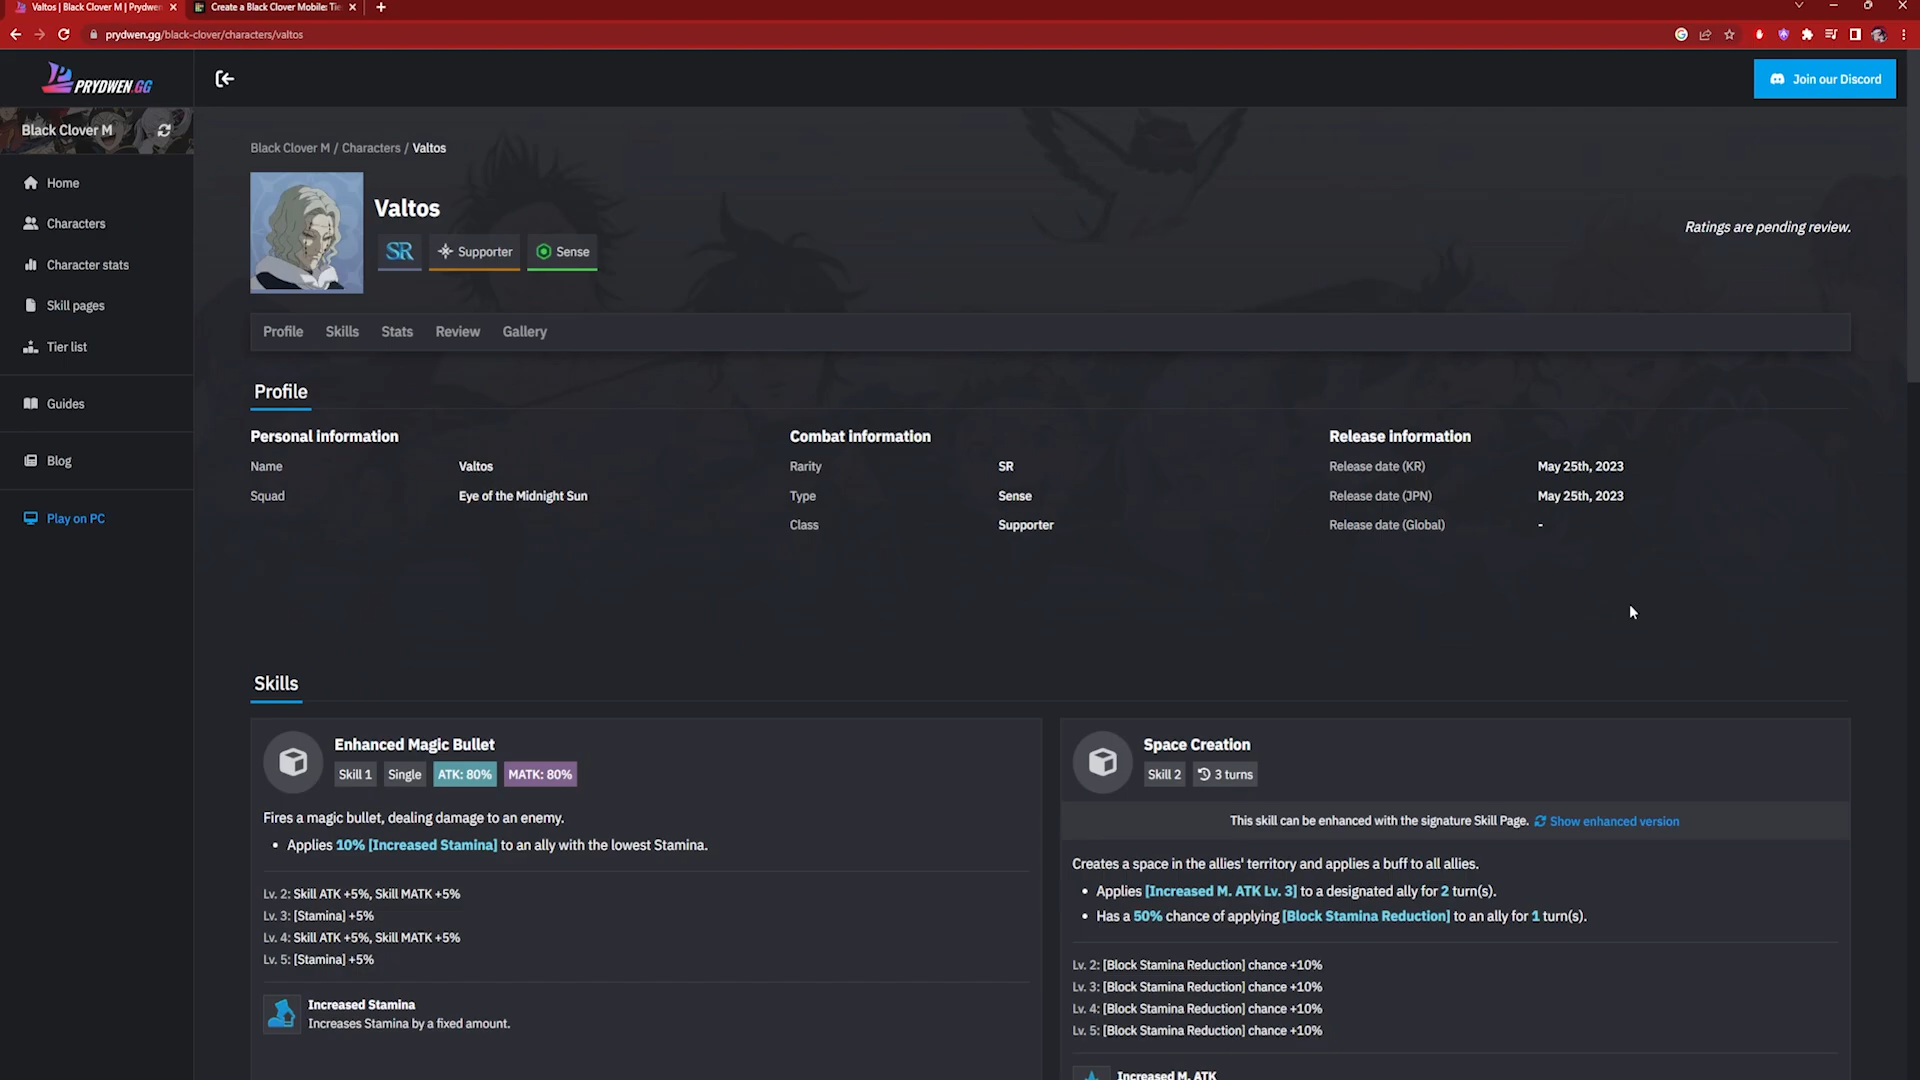 Valtos | Black Clover M | Prydwen
Create a Black Clover Mobile: Tie
prydwen.gg/black-clover/characters/valtos
PRYDWEN.GG
Join our Discord
Black Clover M
Home
Characters
Character stats
Skill pages
Tier list
Guides
Blog
Play on PC
Black Clover M / Characters / Valtos
Valtos
SR
Supporter
Sense
Ratings are pending review.
Profile
Skills
Stats
Review
Gallery
Profile
Personal information
Name Valtos
Squad Eye of the Midnight Sun
Combat information
Rarity SR
Type Sense
Class Supporter
Release information
Release date (KR) May 25th, 2023
Release date (JPN) May 25th, 2023
Release date (Global) -
Skills
Enhanced Magic Bullet
Skill 1 Single ATK: 80% MATK: 80%
Fires a magic bullet, dealing damage to an enemy.
• Applies 10% [Increased Stamina] to an ally with the lowest Stamina.
Lv. 2: Skill ATK +5%, Skill MATK +5%
Lv. 3: [Stamina] +5%
Lv. 4: Skill ATK +5%, Skill MATK +5%
Lv. 5: [Stamina] +5%
Increased Stamina
Increases Stamina by a fixed amount.
Space Creation
Skill 2 3 turns
This skill can be enhanced with the signature Skill Page. Show enhanced version
Creates a space in the allies' territory and applies a buff to all allies.
• Applies [Increased M. ATK Lv. 3] to a designated ally for 2 turn(s).
• Has a 50% chance of applying [Block Stamina Reduction] to an ally for 1 turn(s).
Lv. 2: [Block Stamina Reduction] chance +10%
Lv. 3: [Block Stamina Reduction] chance +10%
Lv. 4: [Block Stamina Reduction] chance +10%
Lv. 5: [Block Stamina Reduction] chance +10%
Increased M. ATK